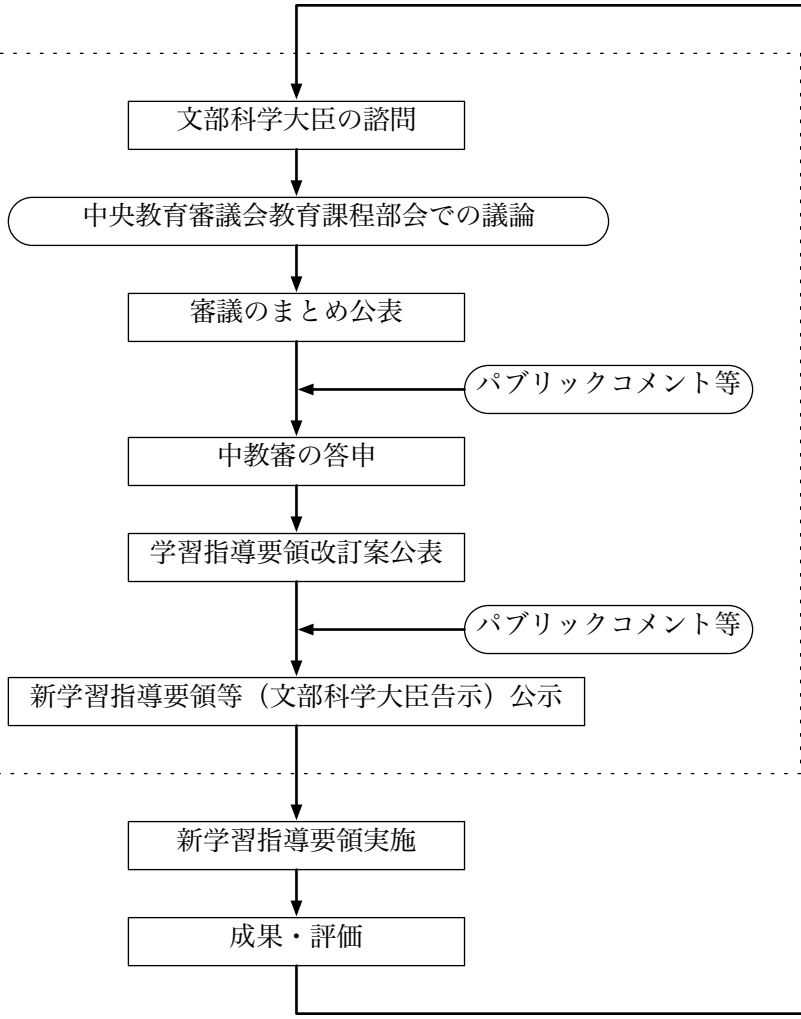 文部科学大臣の諮問
中央教育審議会教育課程部会での議論
審議のまとめ公表
パブリックコメント等
中教審の答申
学習指導要領改訂案公表
パブリックコメント等
新学習指導要領等（文部科学大臣告示）公示
新学習指導要領実施
成果・評価